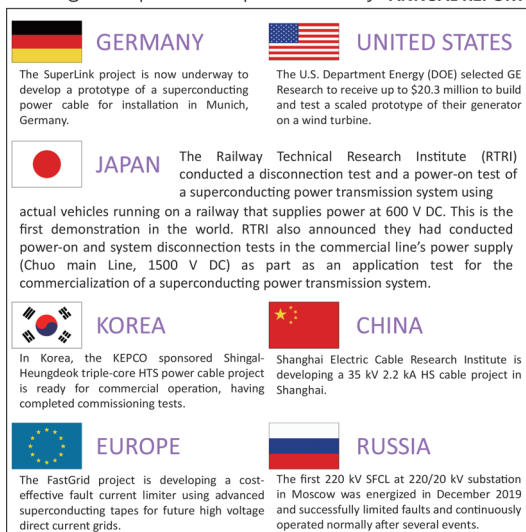 ANNUAL REPORT
GERMANY
The SuperLink project is now underway to
develop a prototype of a superconducting
power cable for installation in Munich,
Germany.
UNITED STATES
The U.S. Department Energy (DOE) selected GE
Research to receive up to $20.3 million to build
and test a scaled prototype of their generator
on a wind turbine.
JAPAN
The Railway Technical Research Institute (RTRI)
conducted a disconnection test and a power-on test of
a superconducting power transmission system using
actual vehicles running on a railway that supplies power at 600 V DC. This is the
first demonstration in the world. RTRI also announced they had conducted
power-on and system disconnection tests in the commercial line's power supply
(Chuo main Line, 1500 V DC) as part as an application test for the
commercialization of a superconducting power transmission system.
KOREA
In Korea, the KEPCO sponsored Shingal-
Heungdeok triple-core HTS power cable project
is ready for commercial operation, having
completed commissioning tests.
CHINA
Shanghai Electric Cable Research Institute is
developing a 35 kV 2.2 kA HS cable project in
Shanghai.
EUROPE
The FastGrid project is developing a cost-
effective fault current limiter using advanced
superconducting tapes for future high voltage
direct current grids.
RUSSIA
The first 220 kV SFCL at 220/20 kV substation
in Moscow was energized in December 2019
and successfully limited faults and continuously
operated normally after several events.